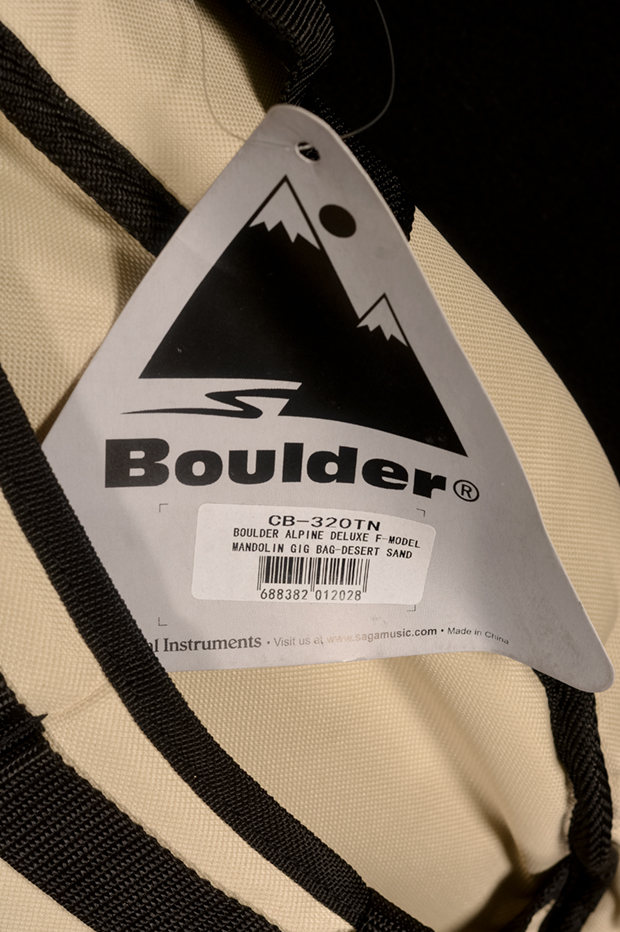 Boulder®
CB-320TN
BOULDER ALPINE DELUXE F-MODEL
MANDOLIN GIG BAG-DESERT SAND
688382 012028
Instruments • Visit us at www.sagamusic.com • Made in China